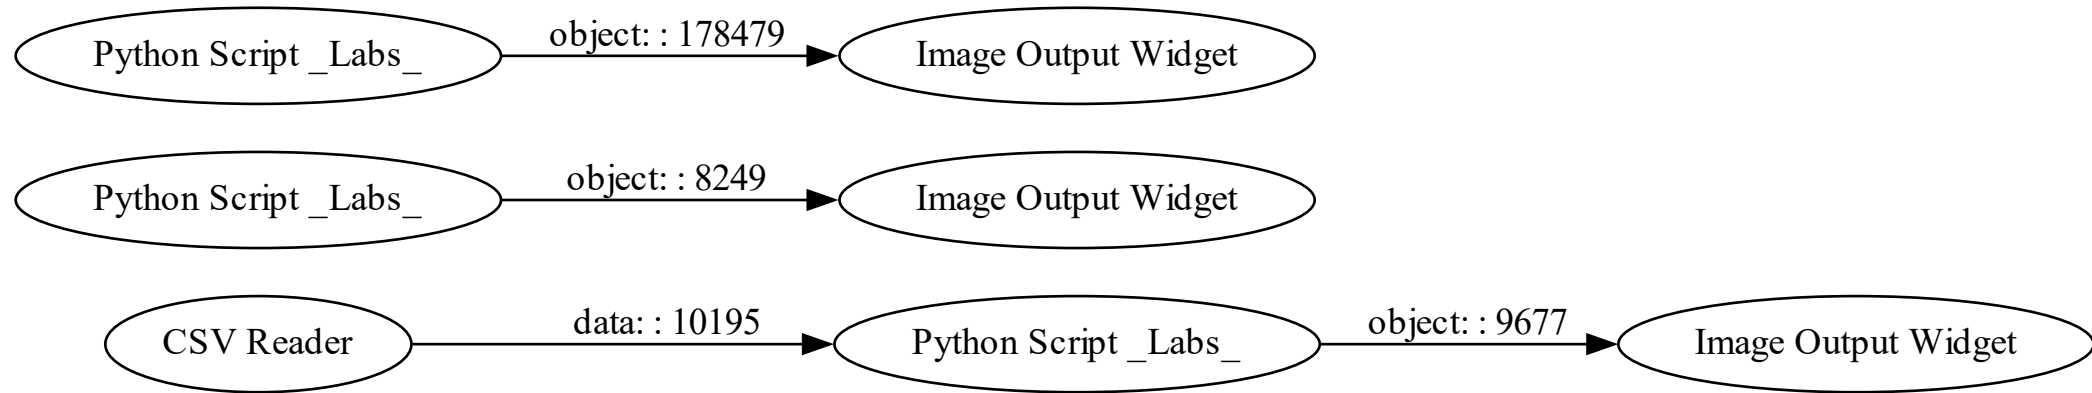 Python Script _Labs_ object: : 178479 Image Output Widget
Python Script _Labs_ object: : 8249 Image Output Widget
CSV Reader data: : 10195 Python Script _Labs_ object: : 9677 Image Output Widget